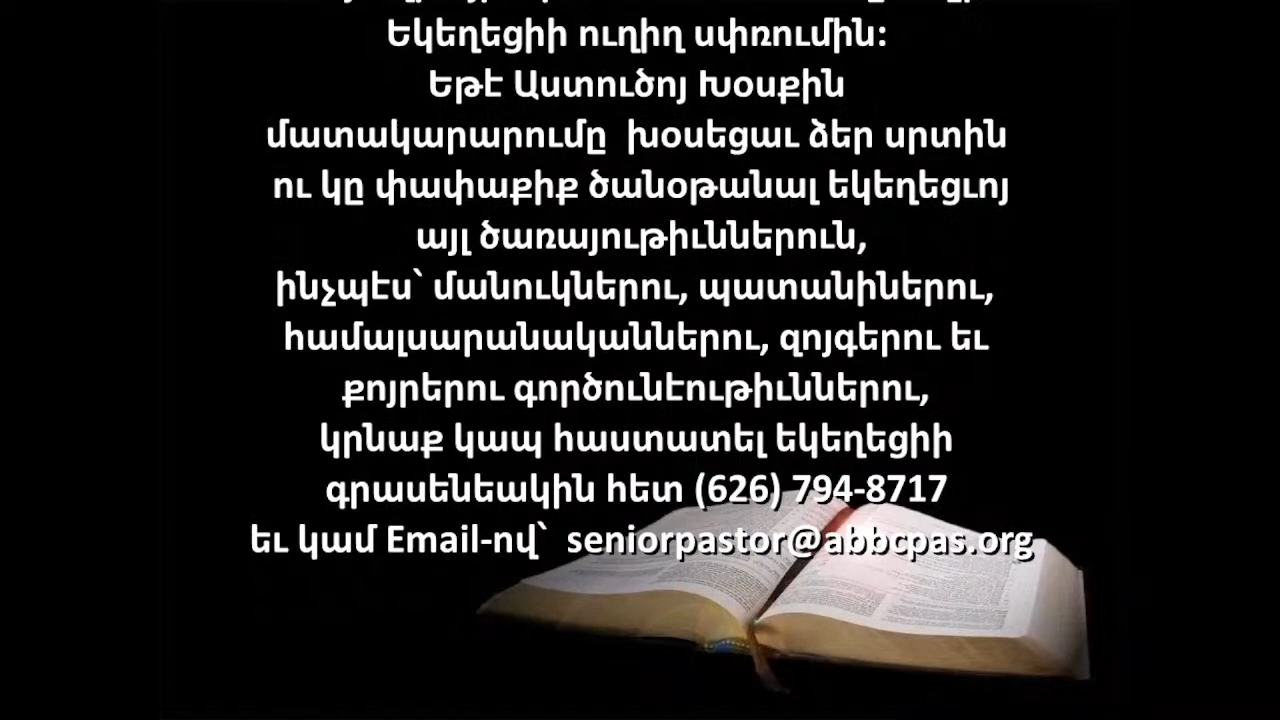 Եկեղեցիի ուղիղ սփռումին:
Եթէ Աստուծոյ Խօսքին
մատակարարումը խօսեցաւ ձեր սրտին
ու կը փափաքիք ծանօթանալ եկեղեցւոյ
այլ ծառայութիւններուն,
ինչպէս՝ մանուկներու, պատանիներու,
համալսարանականներու, զոյգերու եւ
քոյրերու գործունէութիւններու,
կրնաք կապ հաստատել եկեղեցիի
գրասենեակին հետ (626) 794-8717
եւ կամ Email-ով՝ seniorpastor@abbcpas.org